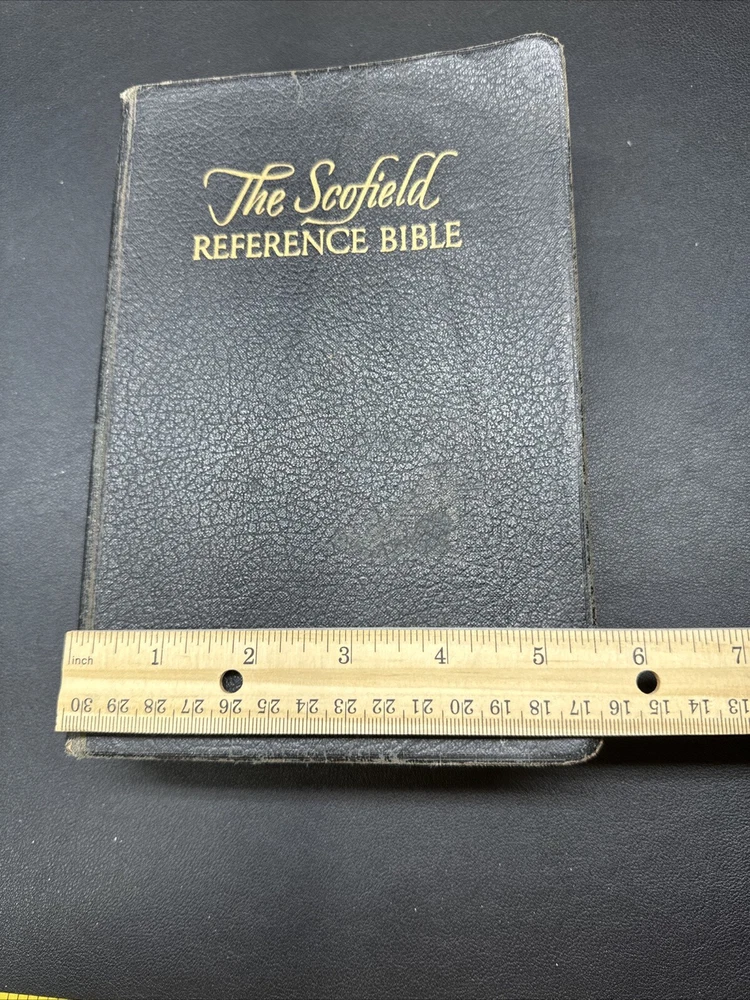 The Scofield
REFERENCE BIBLE
inch 1 2 3 4 5 6 7
30 29 28 27 26 25 24 23 22 21 20 19 18 17 16 15 14 13